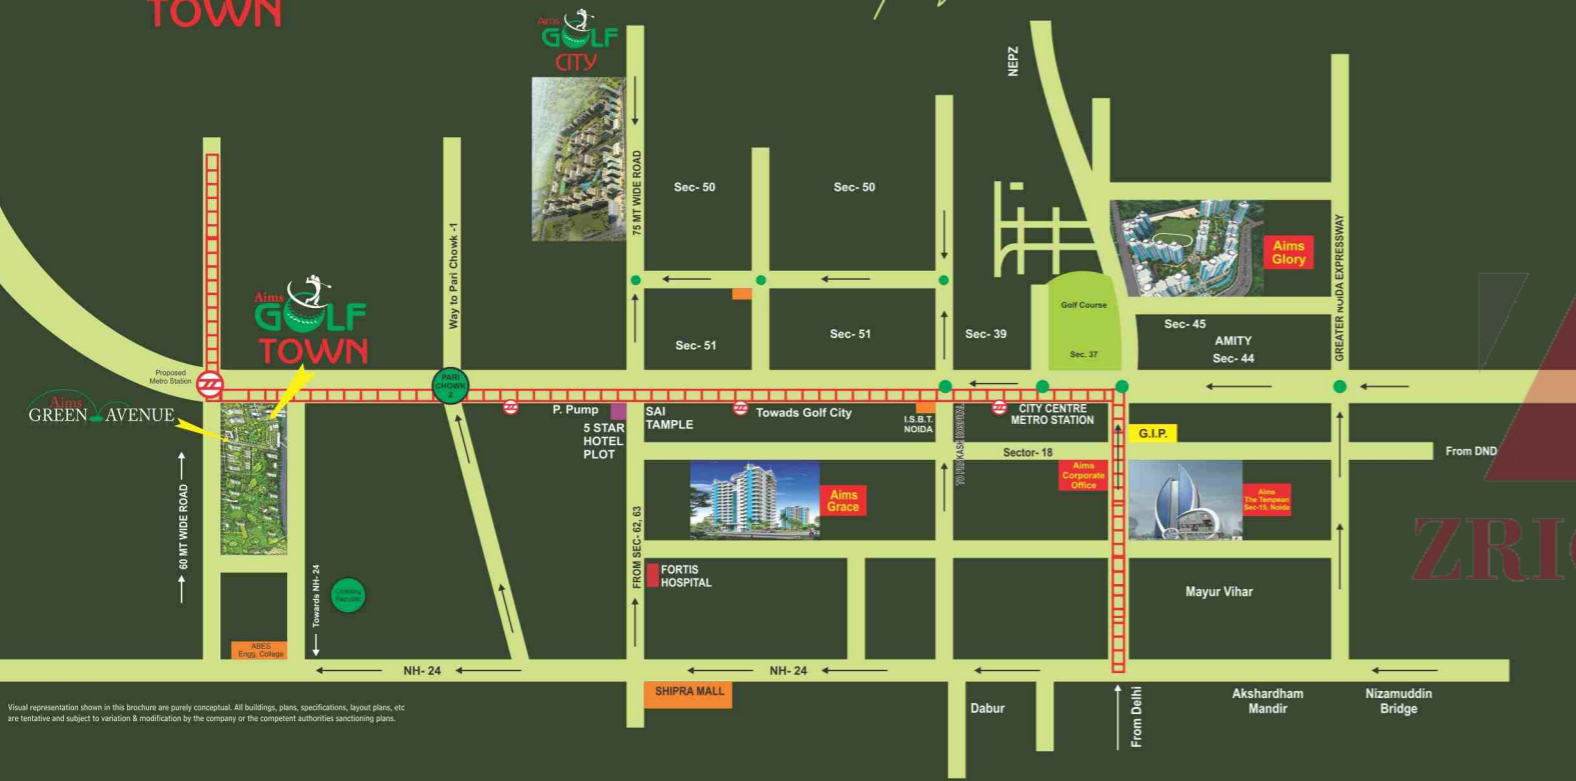 TOWN
Aims
GOLF
CITY
NEPZ
75 MT WIDE ROAD
Sec- 50
Sec- 50
Way to Pari Chowk -1
GREATER NOIDA EXPRESSWAY
Aims
Glory
Aims
GOLF
TOWN
Golf Course
Sec. 37
Sec- 51
Sec- 51
Sec- 39
Sec- 45
AMITY
Sec- 44
Proposed
Metro Station
PARI
CHOWK
2
Aims
GREEN AVENUE
P. Pump
5 STAR
HOTEL
PLOT
SAI
TAMPLE
Towads Golf City
I.S.B.T.
NOIDA
CITY CENTRE
METRO STATION
G.I.P.
Sector- 18
From DND
Aims
Corporate
Office
Aims
Grace
Aims
The Tempean
Sec-15, Noida
60 MT WIDE ROAD
FROM SEC- 62, 63
FORTIS
HOSPITAL
Towards NH- 24
Mayur Vihar
ABES
Engg. College
NH- 24
NH- 24
SHIPRA MALL
Dabur
From Delhi
Akshardham
Mandir
Nizamuddin
Bridge
ZRI
Visual representation shown in this brochure are purely conceptual. All buildings, plans, specifications, layout plans, etc
are tentative and subject to variation & modification by the company or the competent authorities sanctioning plans.